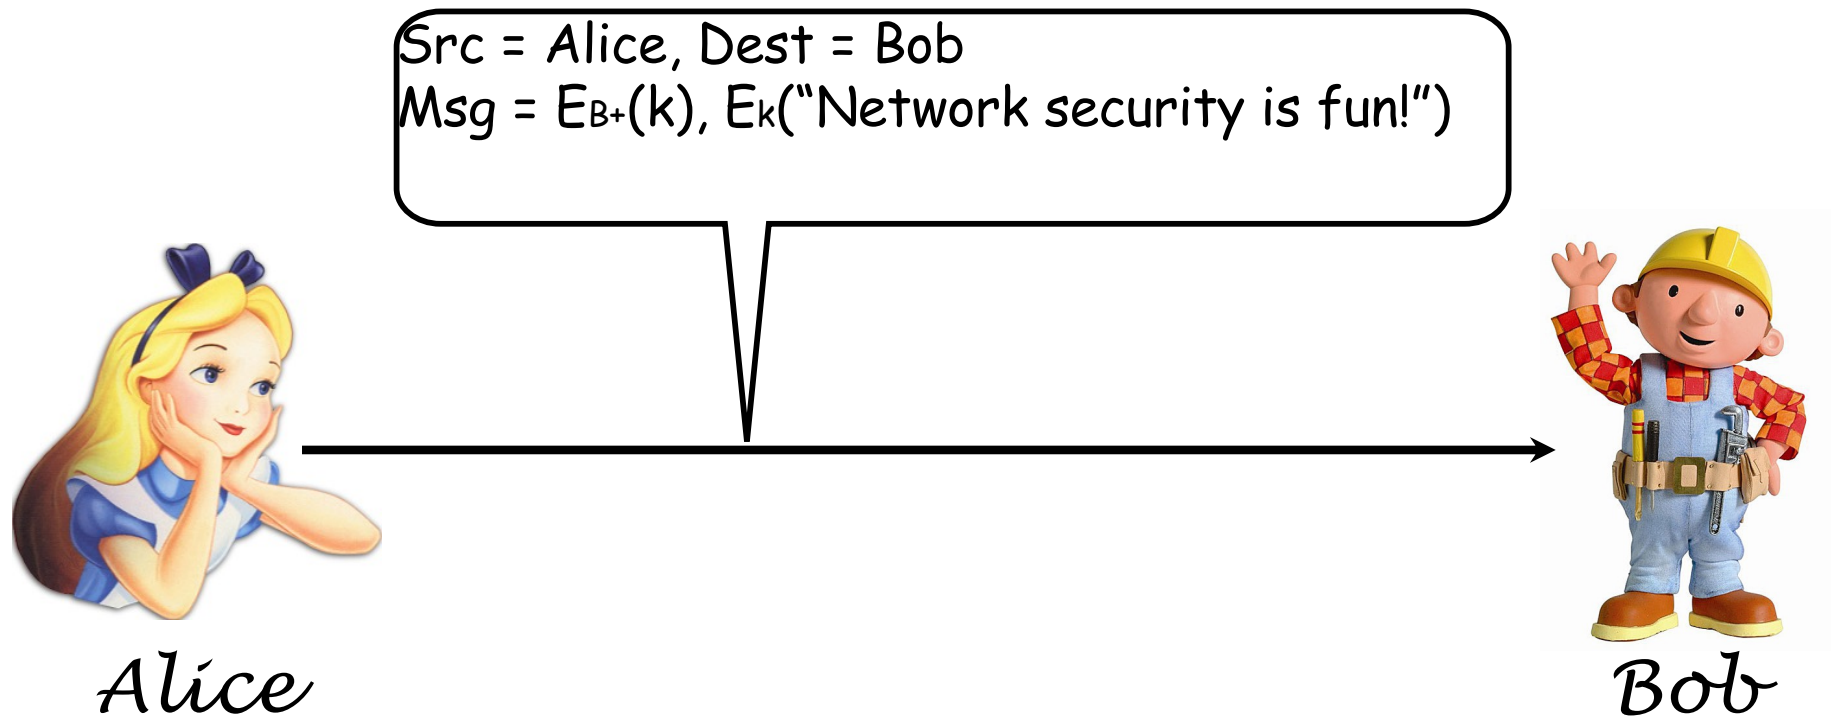 Src = Alice, Dest = Bob
Msg = EB+(k), Ek(“Network security is fun!”)
Alice
Bob